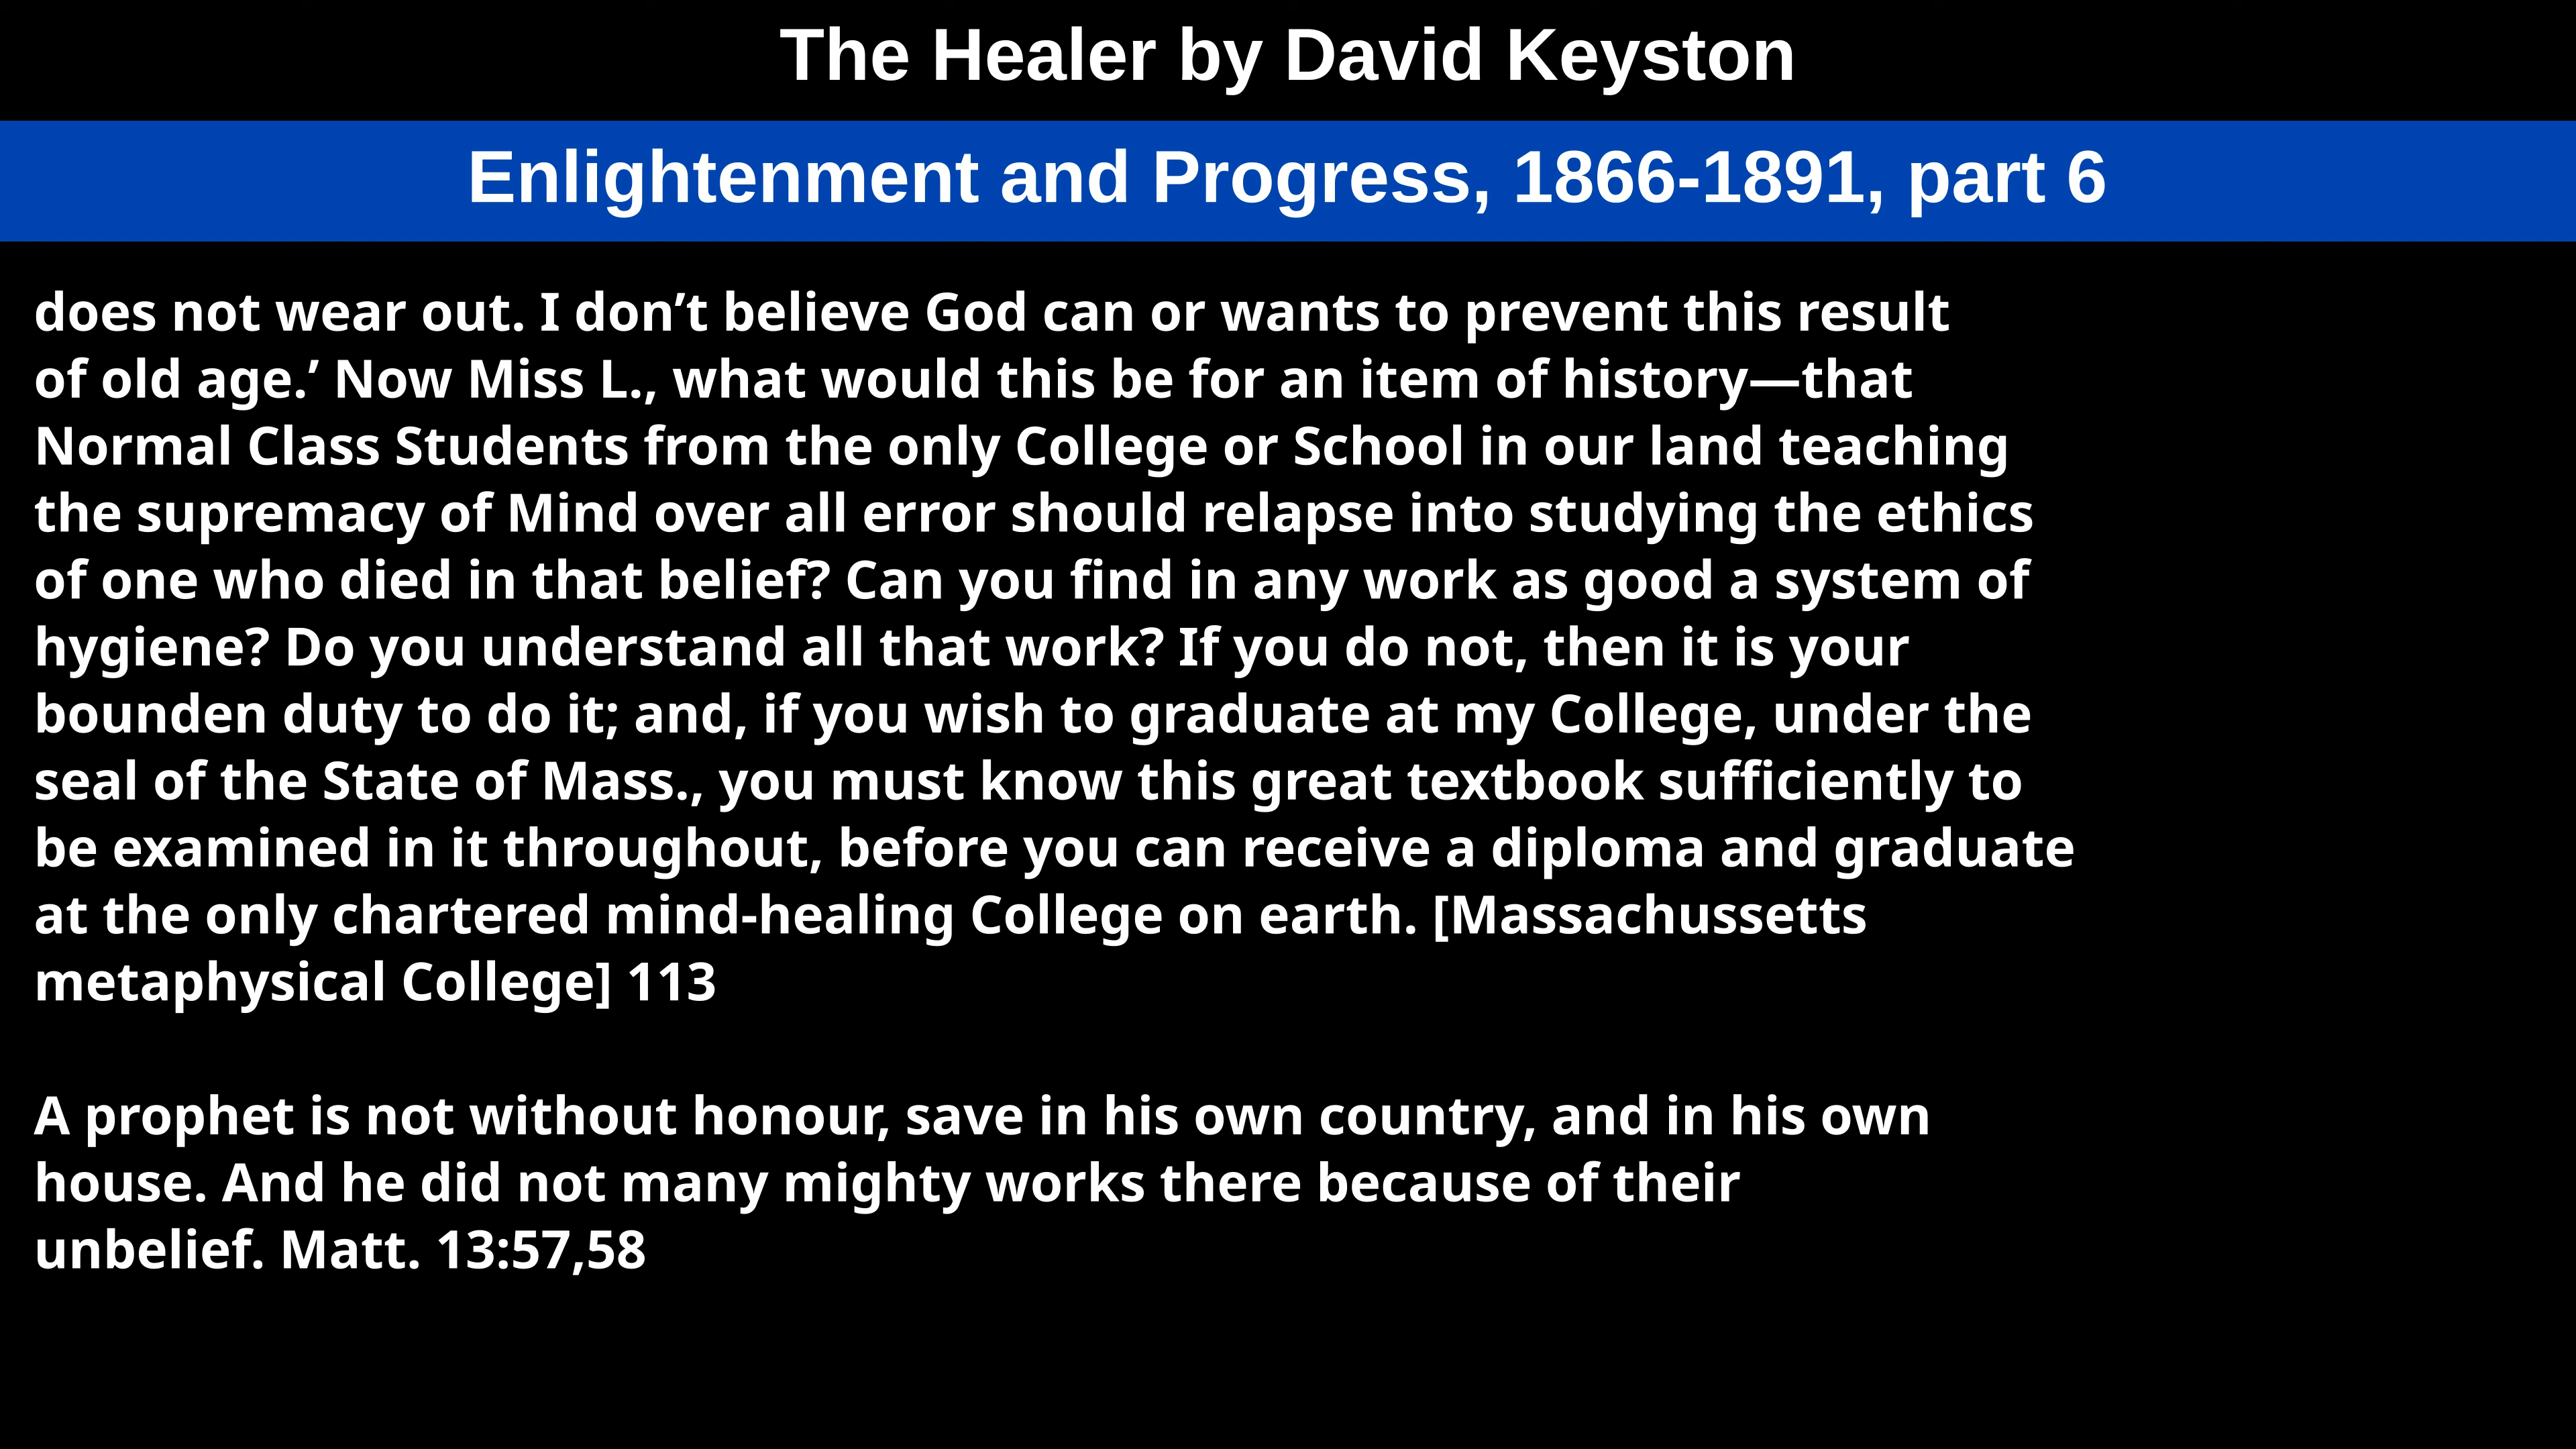 The Healer by David Keyston
Enlightenment and Progress, 1866-1891, part 6
does not wear out. I don’t believe God can or wants to prevent this result
of old age.’ Now Miss L., what would this be for an item of history—that
Normal Class Students from the only College or School in our land teaching
the supremacy of Mind over all error should relapse into studying the ethics
of one who died in that belief? Can you find in any work as good a system of
hygiene? Do you understand all that work? If you do not, then it is your
bounden duty to do it; and, if you wish to graduate at my College, under the
seal of the State of Mass., you must know this great textbook sufficiently to
be examined in it throughout, before you can receive a diploma and graduate
at the only chartered mind-healing College on earth. [Massachussetts
metaphysical College] 113
A prophet is not without honour, save in his own country, and in his own
house. And he did not many mighty works there because of their
unbelief. Matt. 13:57,58